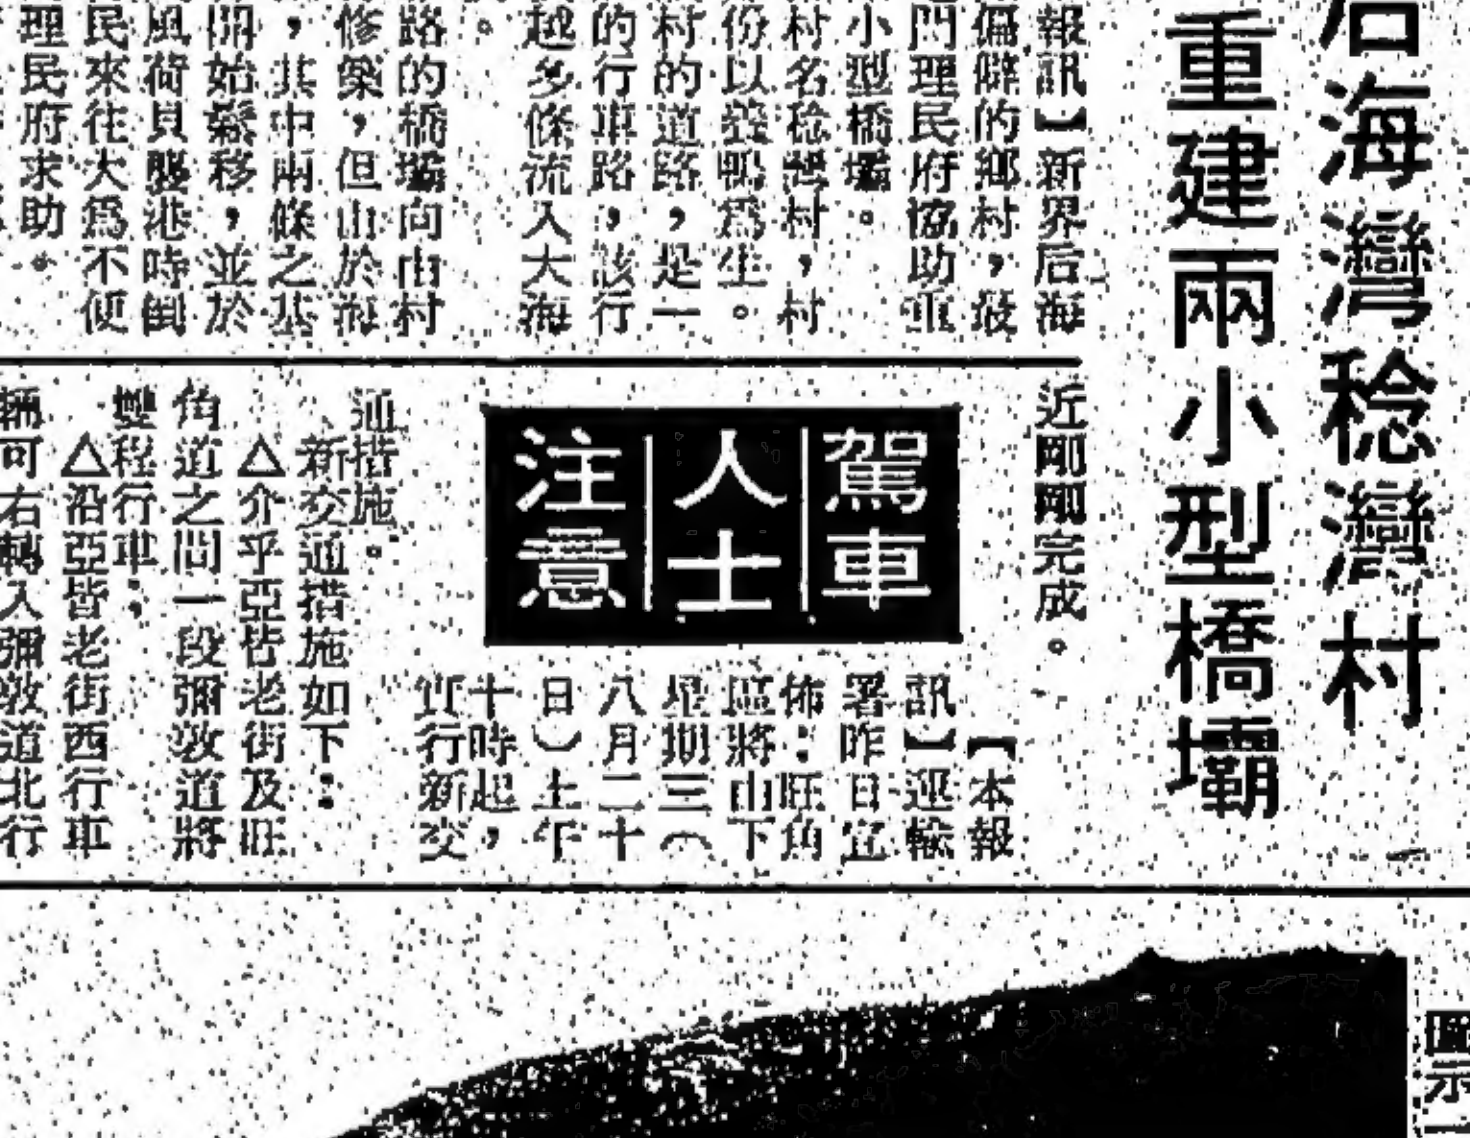 后海灣稔灣村
重建兩小型橋壩
報訊】新界后海
偏僻的鄉村，最
門理民府協助重
小型橋壩。
村名稔灣村，村
份以養鴨爲生。
村的道路，是一
的行車路，該行
越多條流入大海
。
路的橋壩向由村
修築，但由於海
，其中兩條之基
開始鬆移，並於
風荷貝襲港時倒
民來往大爲不便
理民府求助。
近剛剛完成。
駕車
人士
注意
【本報
訊】運輸
署昨日宣
佈：旺角
區將由下
星期三（
八月二十
日）上午
十時起，
實行新交
通措施。
新交通措施如下：
△介乎亞皆老街及旺
角道之間一段彌敦道將
雙程行車；
△沿亞皆老街西行車
輛可右轉入彌敦道北行
圖示